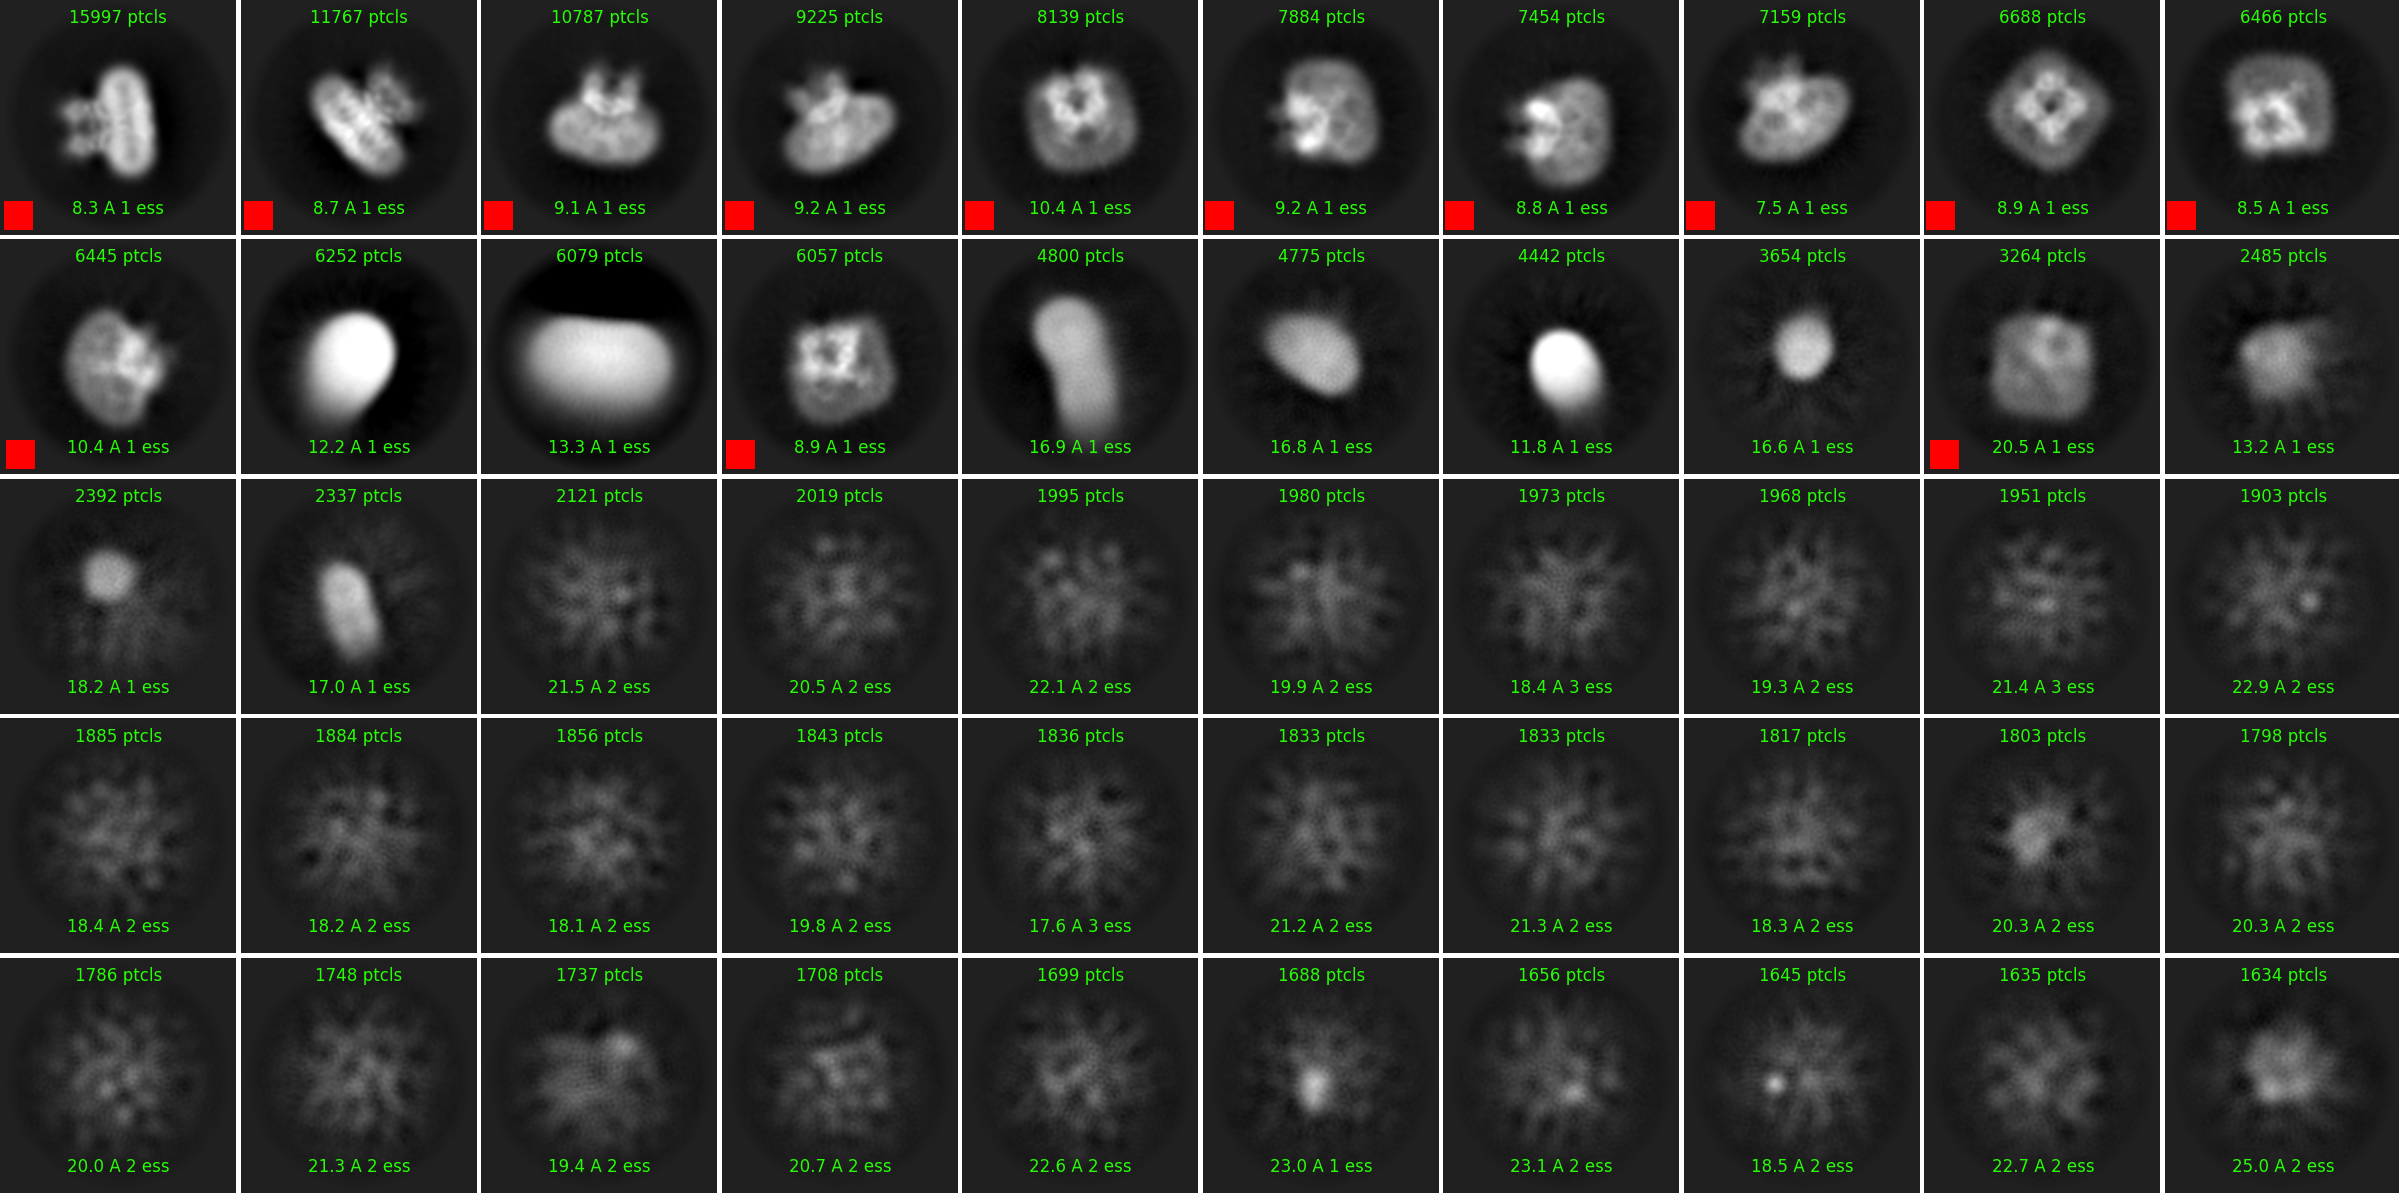 15997 ptcls 11767 ptcls 10787 ptcls 9225 ptcls 8139 ptcls 7884 ptcls 7454 ptcls 7159 ptcls 6688 ptcls 6466 ptcls
8.3 A 1 ess 8.7 A 1 ess 9.1 A 1 ess 9.2 A 1 ess 10.4 A 1 ess 9.2 A 1 ess 8.8 A 1 ess 7.5 A 1 ess 8.9 A 1 ess 8.5 A 1 ess
6445 ptcls 6252 ptcls 6079 ptcls 6057 ptcls 4800 ptcls 4775 ptcls 4442 ptcls 3654 ptcls 3264 ptcls 2485 ptcls
10.4 A 1 ess 12.2 A 1 ess 13.3 A 1 ess 8.9 A 1 ess 16.9 A 1 ess 16.8 A 1 ess 11.8 A 1 ess 16.6 A 1 ess 20.5 A 1 ess 13.2 A 1 ess
2392 ptcls 2337 ptcls 2121 ptcls 2019 ptcls 1995 ptcls 1980 ptcls 1973 ptcls 1968 ptcls 1951 ptcls 1903 ptcls
18.2 A 1 ess 17.0 A 1 ess 21.5 A 2 ess 20.5 A 2 ess 22.1 A 2 ess 19.9 A 2 ess 18.4 A 3 ess 19.3 A 2 ess 21.4 A 3 ess 22.9 A 2 ess
1885 ptcls 1884 ptcls 1856 ptcls 1843 ptcls 1836 ptcls 1833 ptcls 1833 ptcls 1817 ptcls 1803 ptcls 1798 ptcls
18.4 A 2 ess 18.2 A 2 ess 18.1 A 2 ess 19.8 A 2 ess 17.6 A 3 ess 21.2 A 2 ess 21.3 A 2 ess 18.3 A 2 ess 20.3 A 2 ess 20.3 A 2 ess
1786 ptcls 1748 ptcls 1737 ptcls 1708 ptcls 1699 ptcls 1688 ptcls 1656 ptcls 1645 ptcls 1635 ptcls 1634 ptcls
20.0 A 2 ess 21.3 A 2 ess 19.4 A 2 ess 20.7 A 2 ess 22.6 A 2 ess 23.0 A 1 ess 23.1 A 2 ess 18.5 A 2 ess 22.7 A 2 ess 25.0 A 2 ess